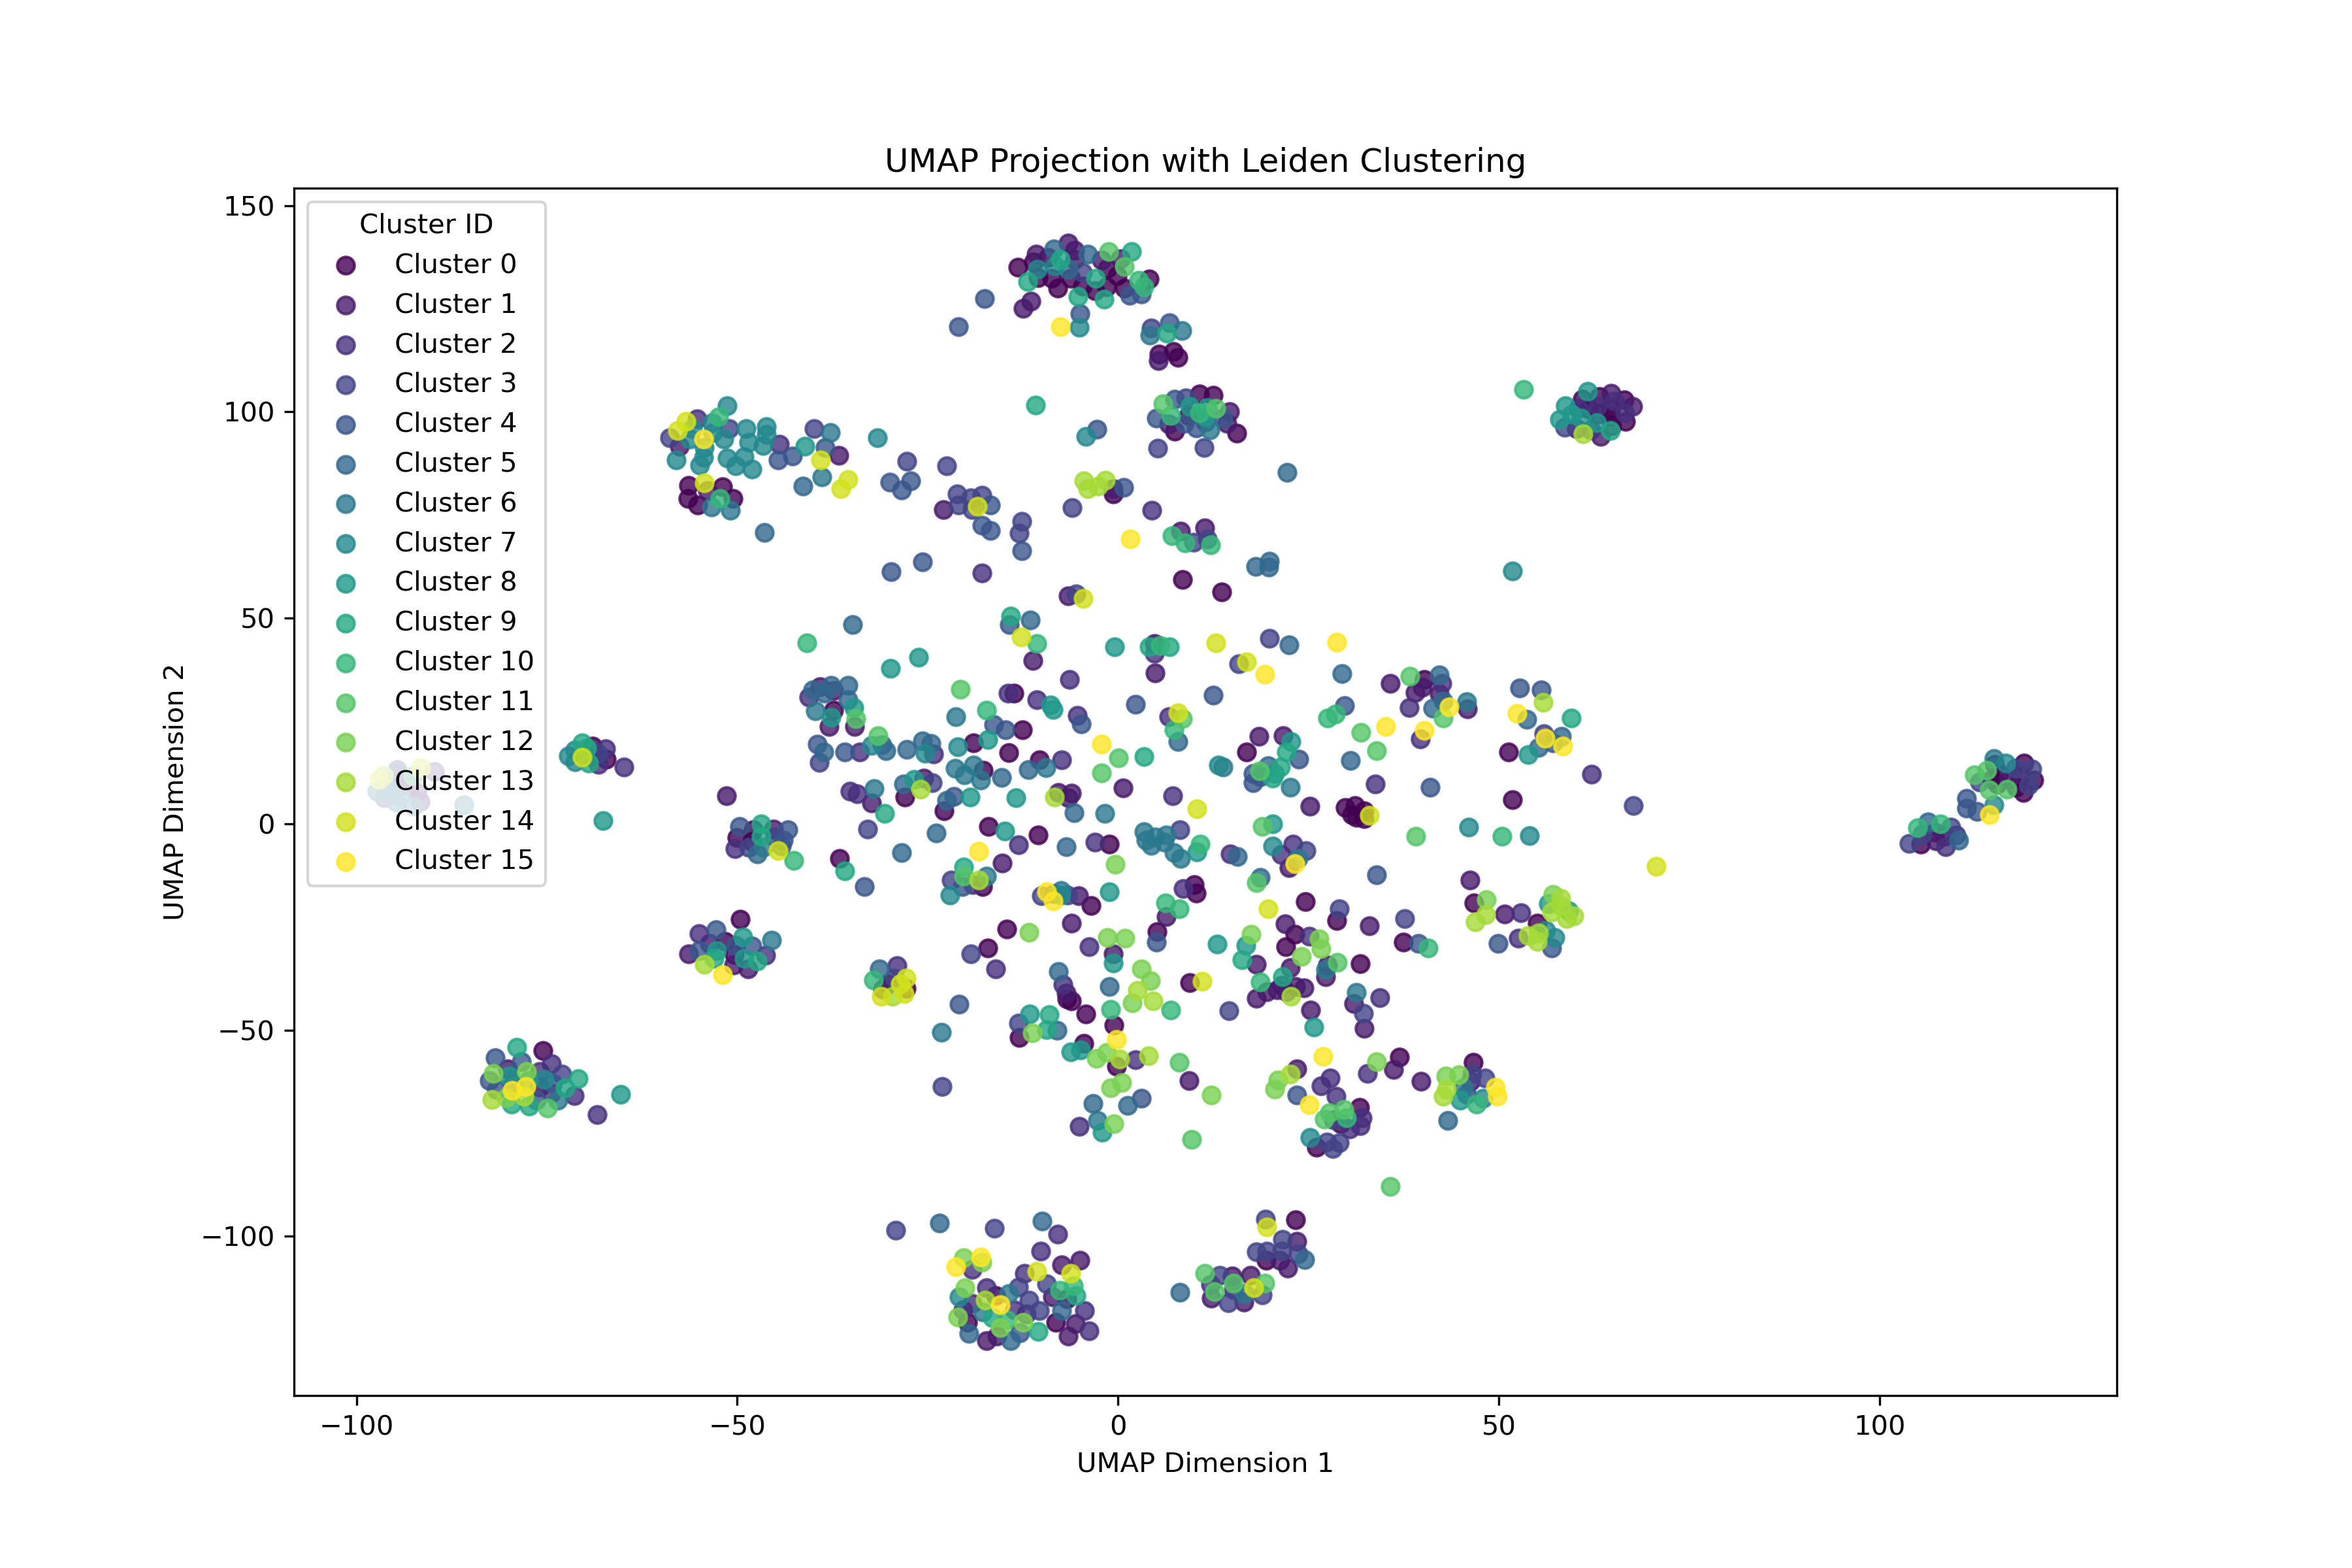 UMAP Projection with Leiden Clustering
150
100
50
0
−50
−100
UMAP Dimension 2
Cluster ID
Cluster 0
Cluster 1
Cluster 2
Cluster 3
Cluster 4
Cluster 5
Cluster 6
Cluster 7
Cluster 8
Cluster 9
Cluster 10
Cluster 11
Cluster 12
Cluster 13
Cluster 14
Cluster 15
−100
−50
0
50
100
UMAP Dimension 1